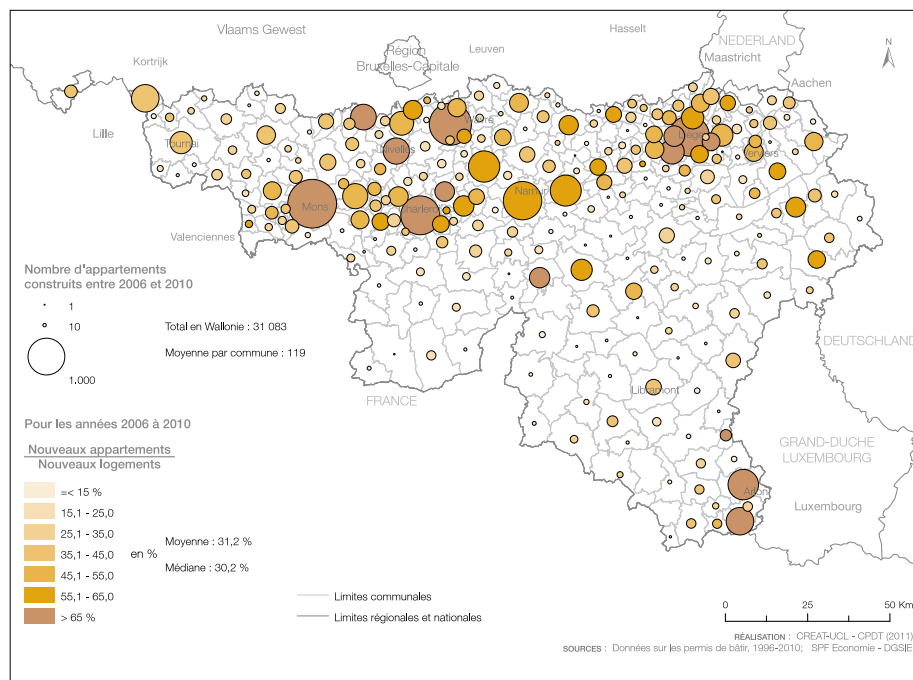 Vlaams Gewest
Hasselt
NEDERLAND
Kortrijk
Région
Bruxelles-Capitale
Leuven
Maastricht
N
Aachen
Lille
Tournai
Wavre
Nivelles
Liège
Verviers
Mons
Charleroi
Namur
Valenciennes
Nombre d'appartements
construits entre 2006 et 2010
1
10
Total en Wallonie : 31 083
Moyenne par commune : 119
1.000
DEUTSCHLAND
FRANCE
Libramont
Pour les années 2006 à 2010
Nouveaux appartements
Nouveaux logements
GRAND-DUCHE
LUXEMBOURG
Arlon
Luxembourg
=< 15 %
15,1 - 25,0
25,1 - 35,0
35,1 - 45,0
en %
45,1 - 55,0
55,1 - 65,0
> 65 %
Moyenne : 31,2 %
Médiane : 30,2 %
Limites communales
Limites régionales et nationales
0 25 50 Km
RÉALISATION : CREAT-UCL - CPDT (2011)
SOURCES : Données sur les permis de bâtir, 1996-2010; SPF Economie - DGSIE